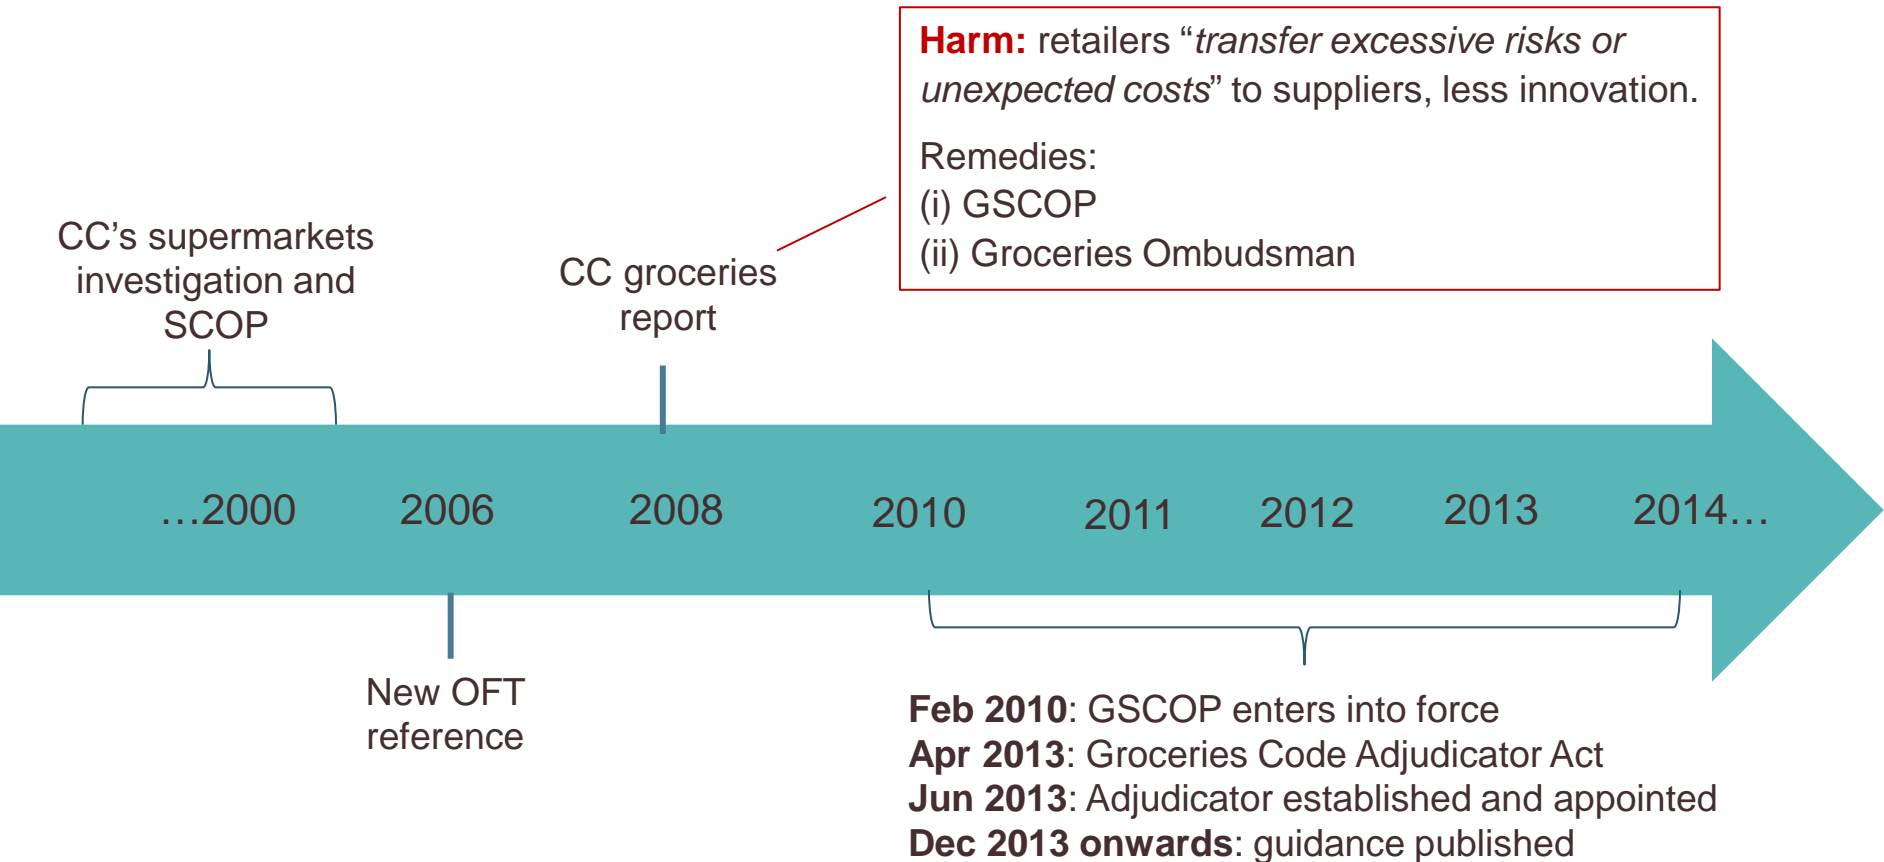 Harm: retailers “transfer excessive risks or
unexpected costs” to suppliers, less innovation.
Remedies:
(i) GSCOP
(ii) Groceries Ombudsman
CC’s supermarkets
investigation and
SCOP
CC groceries
report
…2000
2006
2008
2010
2011
2012
2013
2014…
New OFT
reference
Feb 2010: GSCOP enters into force
Apr 2013: Groceries Code Adjudicator Act
Jun 2013: Adjudicator established and appointed
Dec 2013 onwards: guidance published